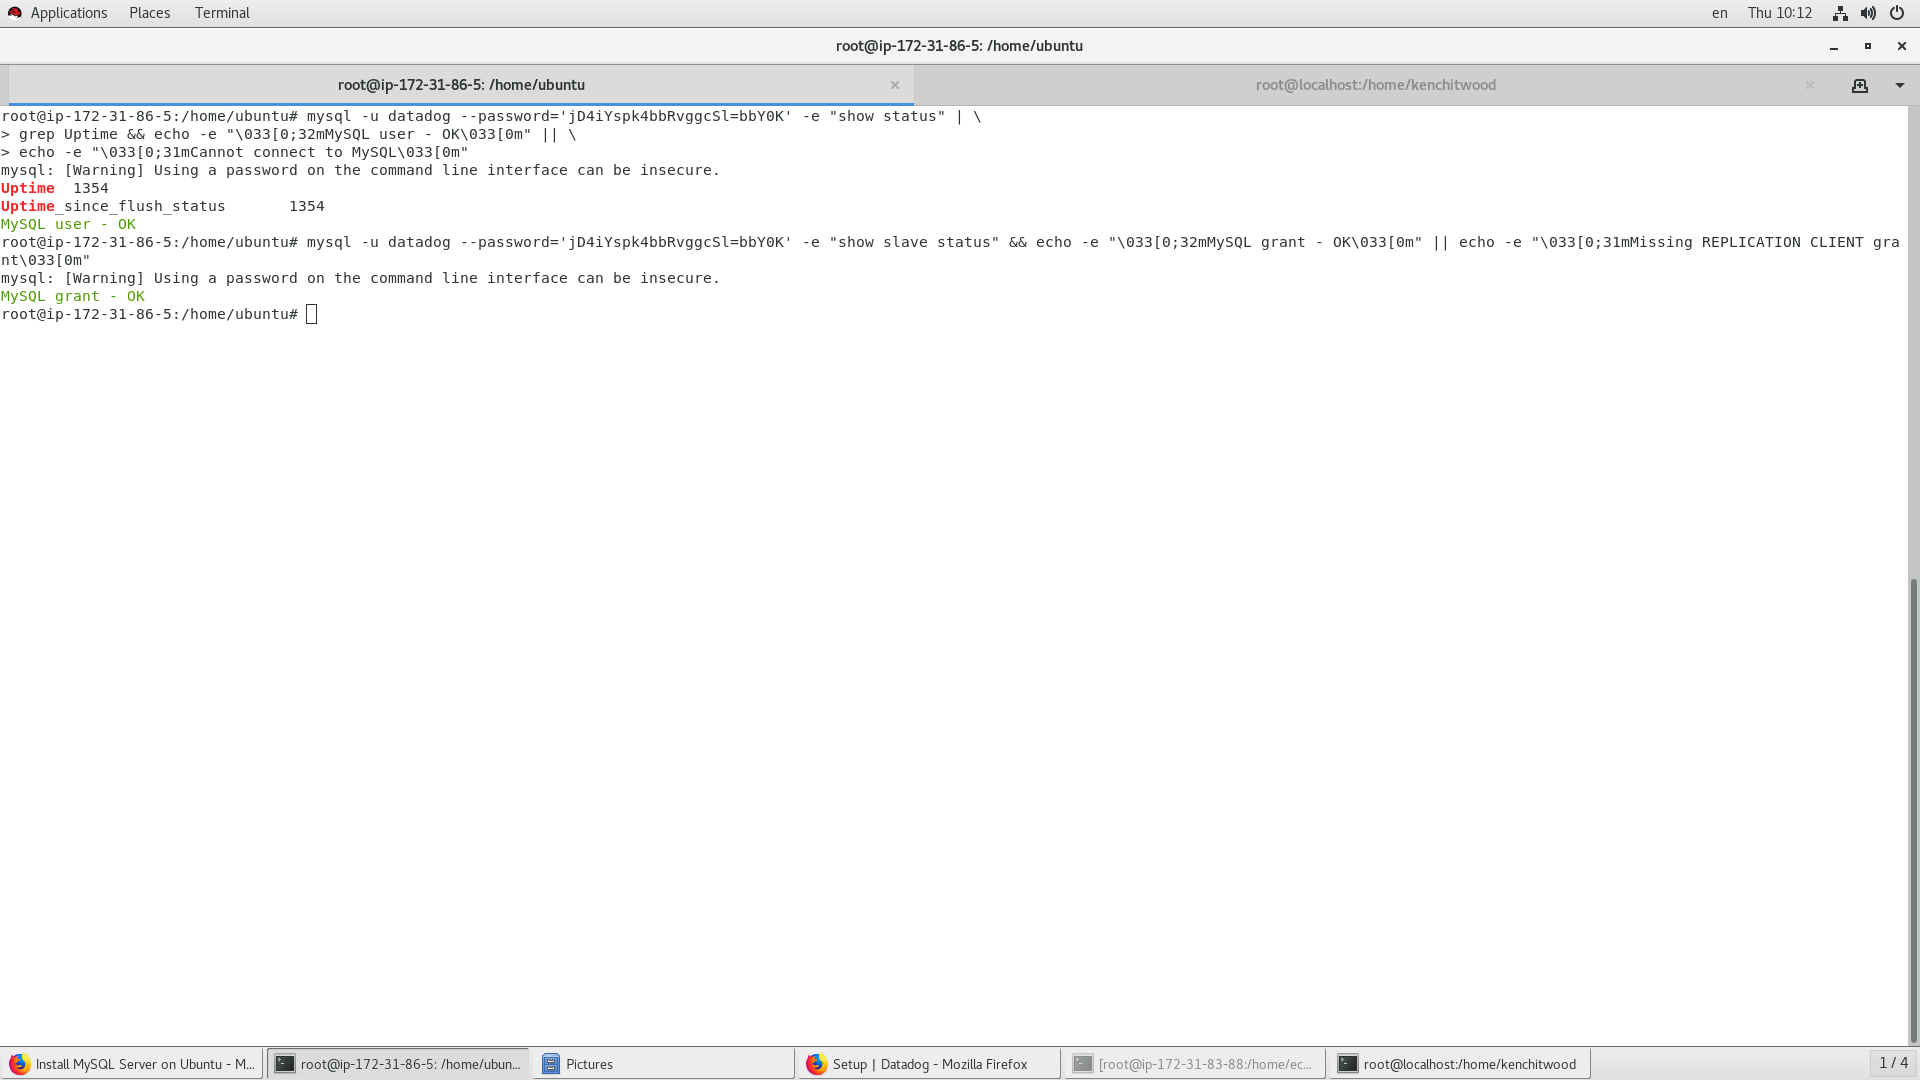 Applications Places Terminal en Thu 10:12
root@ip-172-31-86-5: /home/ubuntu
root@ip-172-31-86-5: /home/ubuntu root@localhost:/home/kenchitwood
root@ip-172-31-86-5:/home/ubuntu# mysql -u datadog --password='jD4iYspk4bbRvggcSl=bbY0K' -e "show status" | \
> grep Uptime && echo -e "\033[0;32mMySQL user - OK\033[0m" || \
> echo -e "\033[0;31mCannot connect to MySQL\033[0m"
mysql: [Warning] Using a password on the command line interface can be insecure.
Uptime 1354
Uptime_since_flush_status 1354
MySQL user - OK
root@ip-172-31-86-5:/home/ubuntu# mysql -u datadog --password='jD4iYspk4bbRvggcSl=bbY0K' -e "show slave status" && echo -e "\033[0;32mMySQL grant - OK\033[0m" || echo -e "\033[0;31mMissing REPLICATION CLIENT gra
nt\033[0m"
mysql: [Warning] Using a password on the command line interface can be insecure.
MySQL grant - OK
root@ip-172-31-86-5:/home/ubuntu#
Install MySQL Server on Ubuntu - M... root@ip-172-31-86-5: /home/ubun... Pictures Setup | Datadog - Mozilla Firefox [root@ip-172-31-83-88:/home/ec... root@localhost:/home/kenchitwood 1 / 4